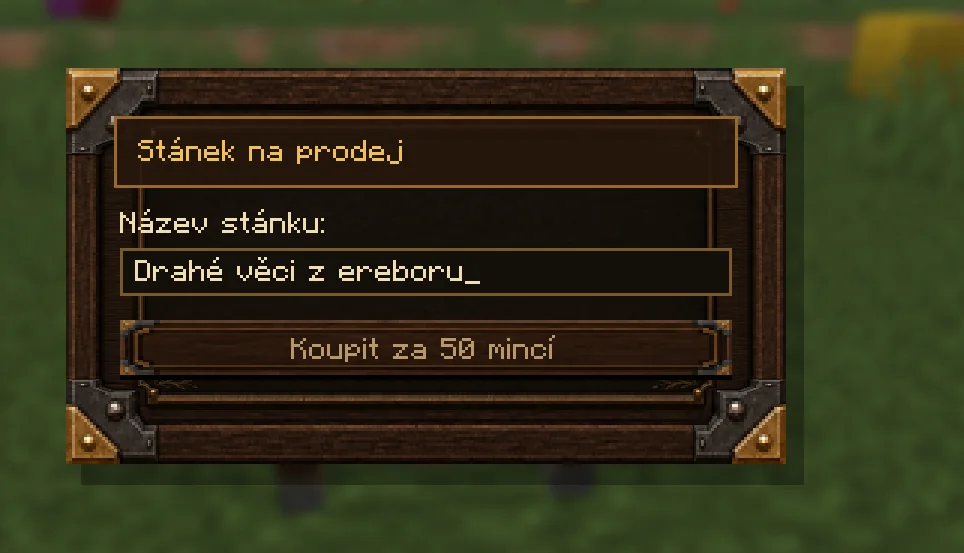 Stánek na prodej
Název stánku:
Drahé věci z ereboru_
Koupit za 50 mincí